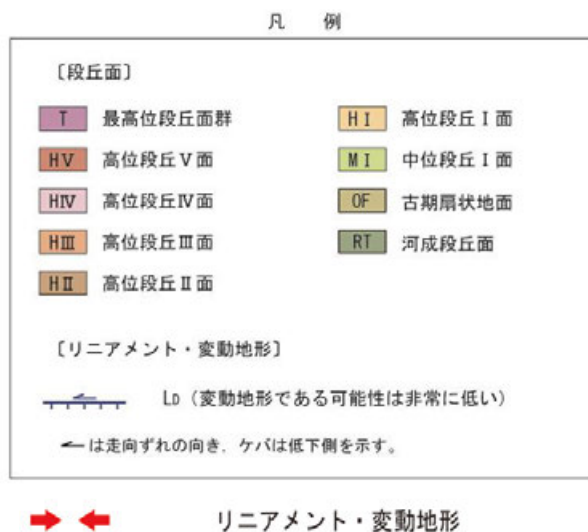 凡 例
〔段丘面〕
T 最高位段丘面群
HⅤ 高位段丘Ⅴ面
HⅣ 高位段丘Ⅳ面
HⅢ 高位段丘Ⅲ面
HⅡ 高位段丘Ⅱ面
HⅠ 高位段丘Ⅰ面
MⅠ 中位段丘Ⅰ面
OF 古期扇状地面
RT 河成段丘面
〔リニアメント・変動地形〕
LD（変動地形である可能性は非常に低い）
は走向ずれの向き，ケバは低下側を示す。
リニアメント・変動地形